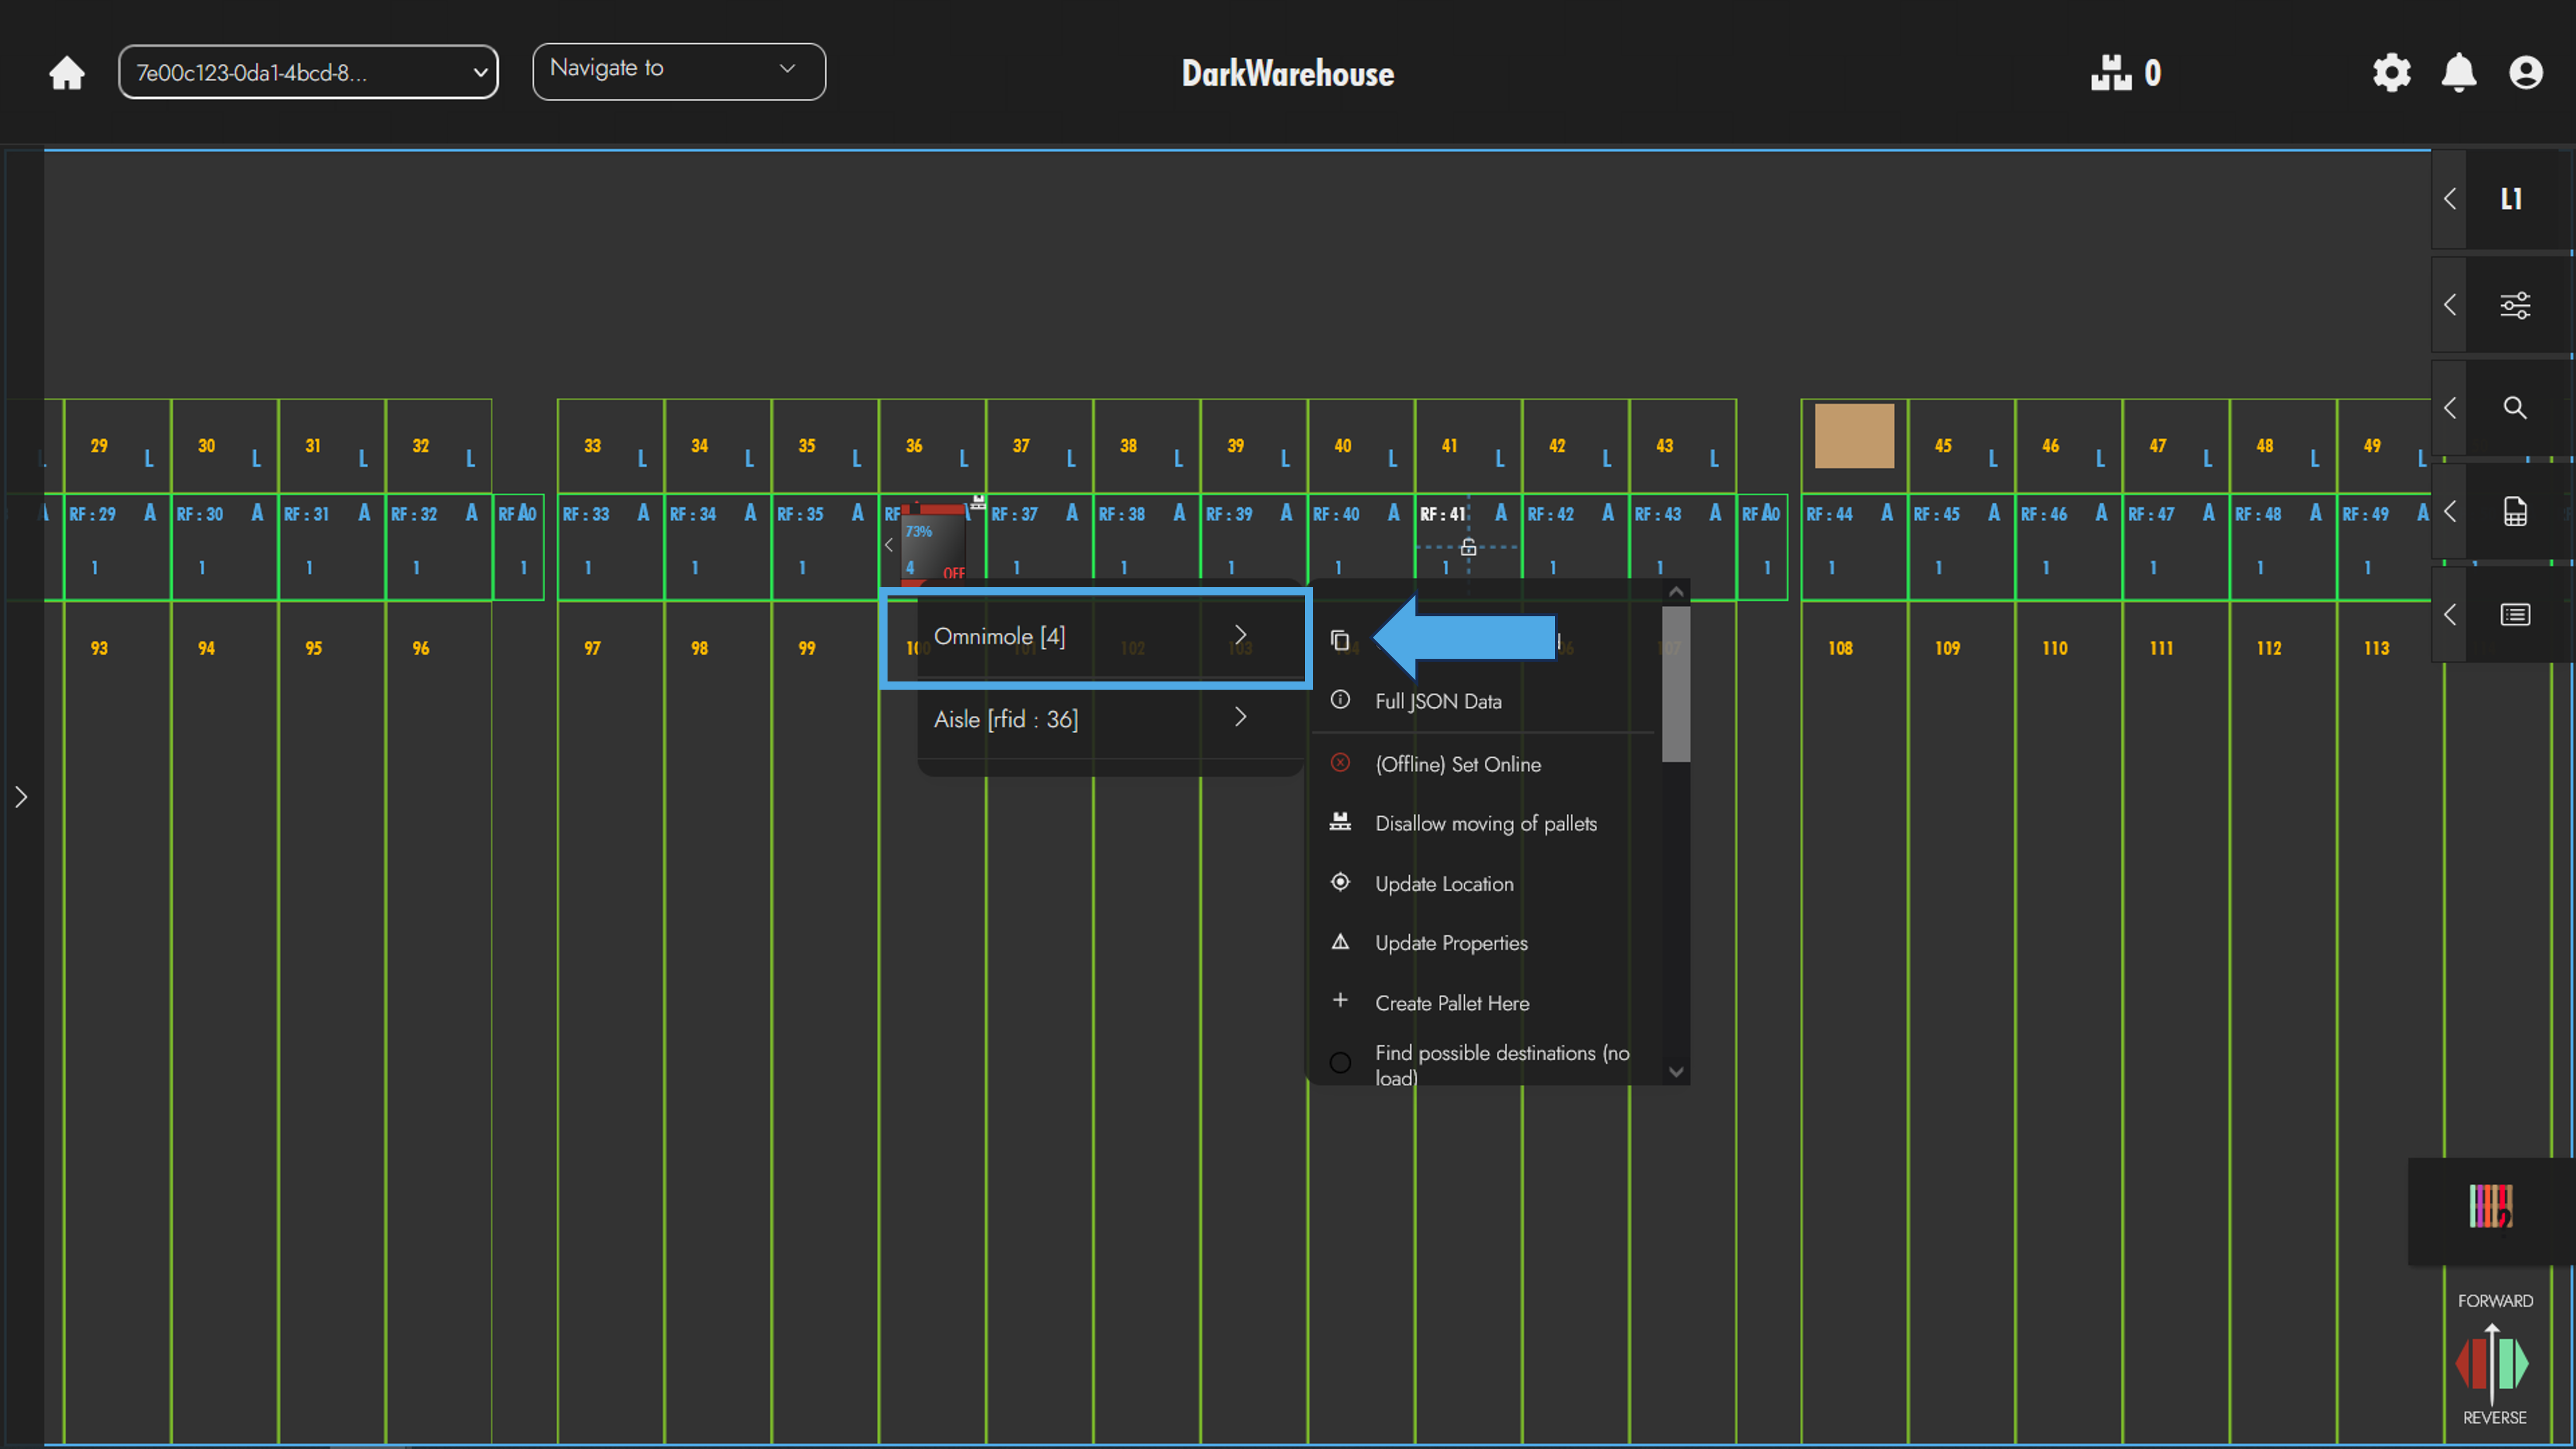 7e00c123-0da1-4bcd-8...
Navigate to
DarkWarehouse
0
L1
29 L 30 L 31 L 32 L 33 L 34 L 35 L 36 L 37 L 38 L 39 L 40 L 41 L 42 L 43 L 45 L 46 L 47 L 48 L 49 L
A RF : 29 A RF : 30 A RF : 31 A RF : 32 A RF A0 RF : 33 A RF : 34 A RF : 35 A RF RF : 37 A RF : 38 A RF : 39 A RF : 40 A RF : 41 A RF : 42 A RF : 43 A RF A0 RF : 44 A RF : 45 A RF : 46 A RF : 47 A RF : 48 A RF : 49 A
73%
1 1 1 1 1 1 1 1 4 OFF 1 1 1 1 1 1 1 1 1 1 1 1 1 1
93 94 95 96 97 98 99 100 101 102 103 107 108 109 110 111 112 113
Omnimole [4]
Aisle [rfid : 36]
Full JSON Data
(Offline) Set Online
Disallow moving of pallets
Update Location
Update Properties
Create Pallet Here
Find possible destinations (no
load)
FORWARD
REVERSE